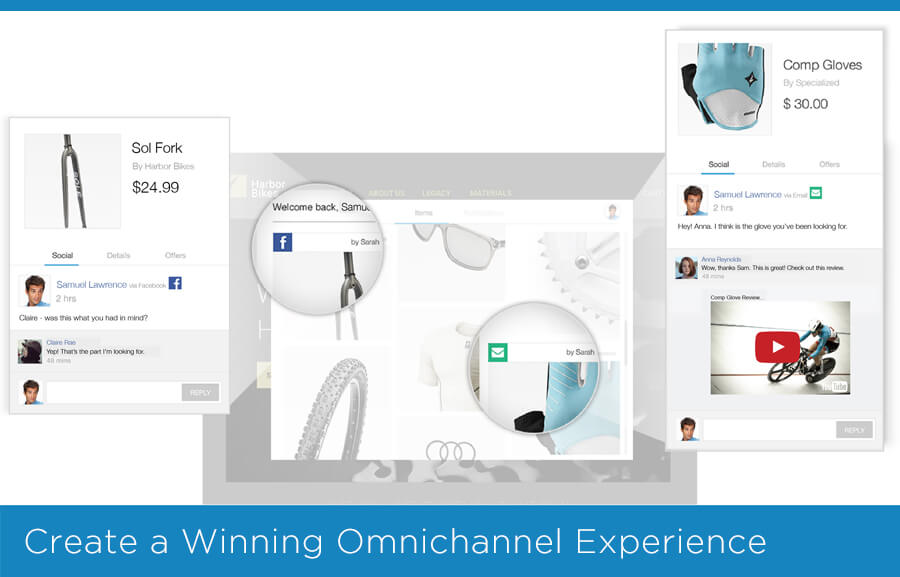 Sol Fork
By Harbor Bikes
$24.99
Social Details Offers
Samuel Lawrence via Facebook
2 hrs
Claire - was this what you had in mind?
Claire Rae
Yep! That's the part I'm looking for.
48 mins
REPLY
Harbor
Bikes
ABOUT US LEGACY MATERIALS
Welcome back, Samu
Items
f
by Sarah
by Sarah
Comp Gloves
By Specialized
$ 30.00
Social Details Offers
Samuel Lawrence via Email
2 hrs
Hey! Anna. I think is the glove you've been looking for.
Anna Reynolds
Wow, thanks Sam. This is great! Check out this review.
48 mins
Comp Glove Review...
YouTube
REPLY
Create a Winning Omnichannel Experience